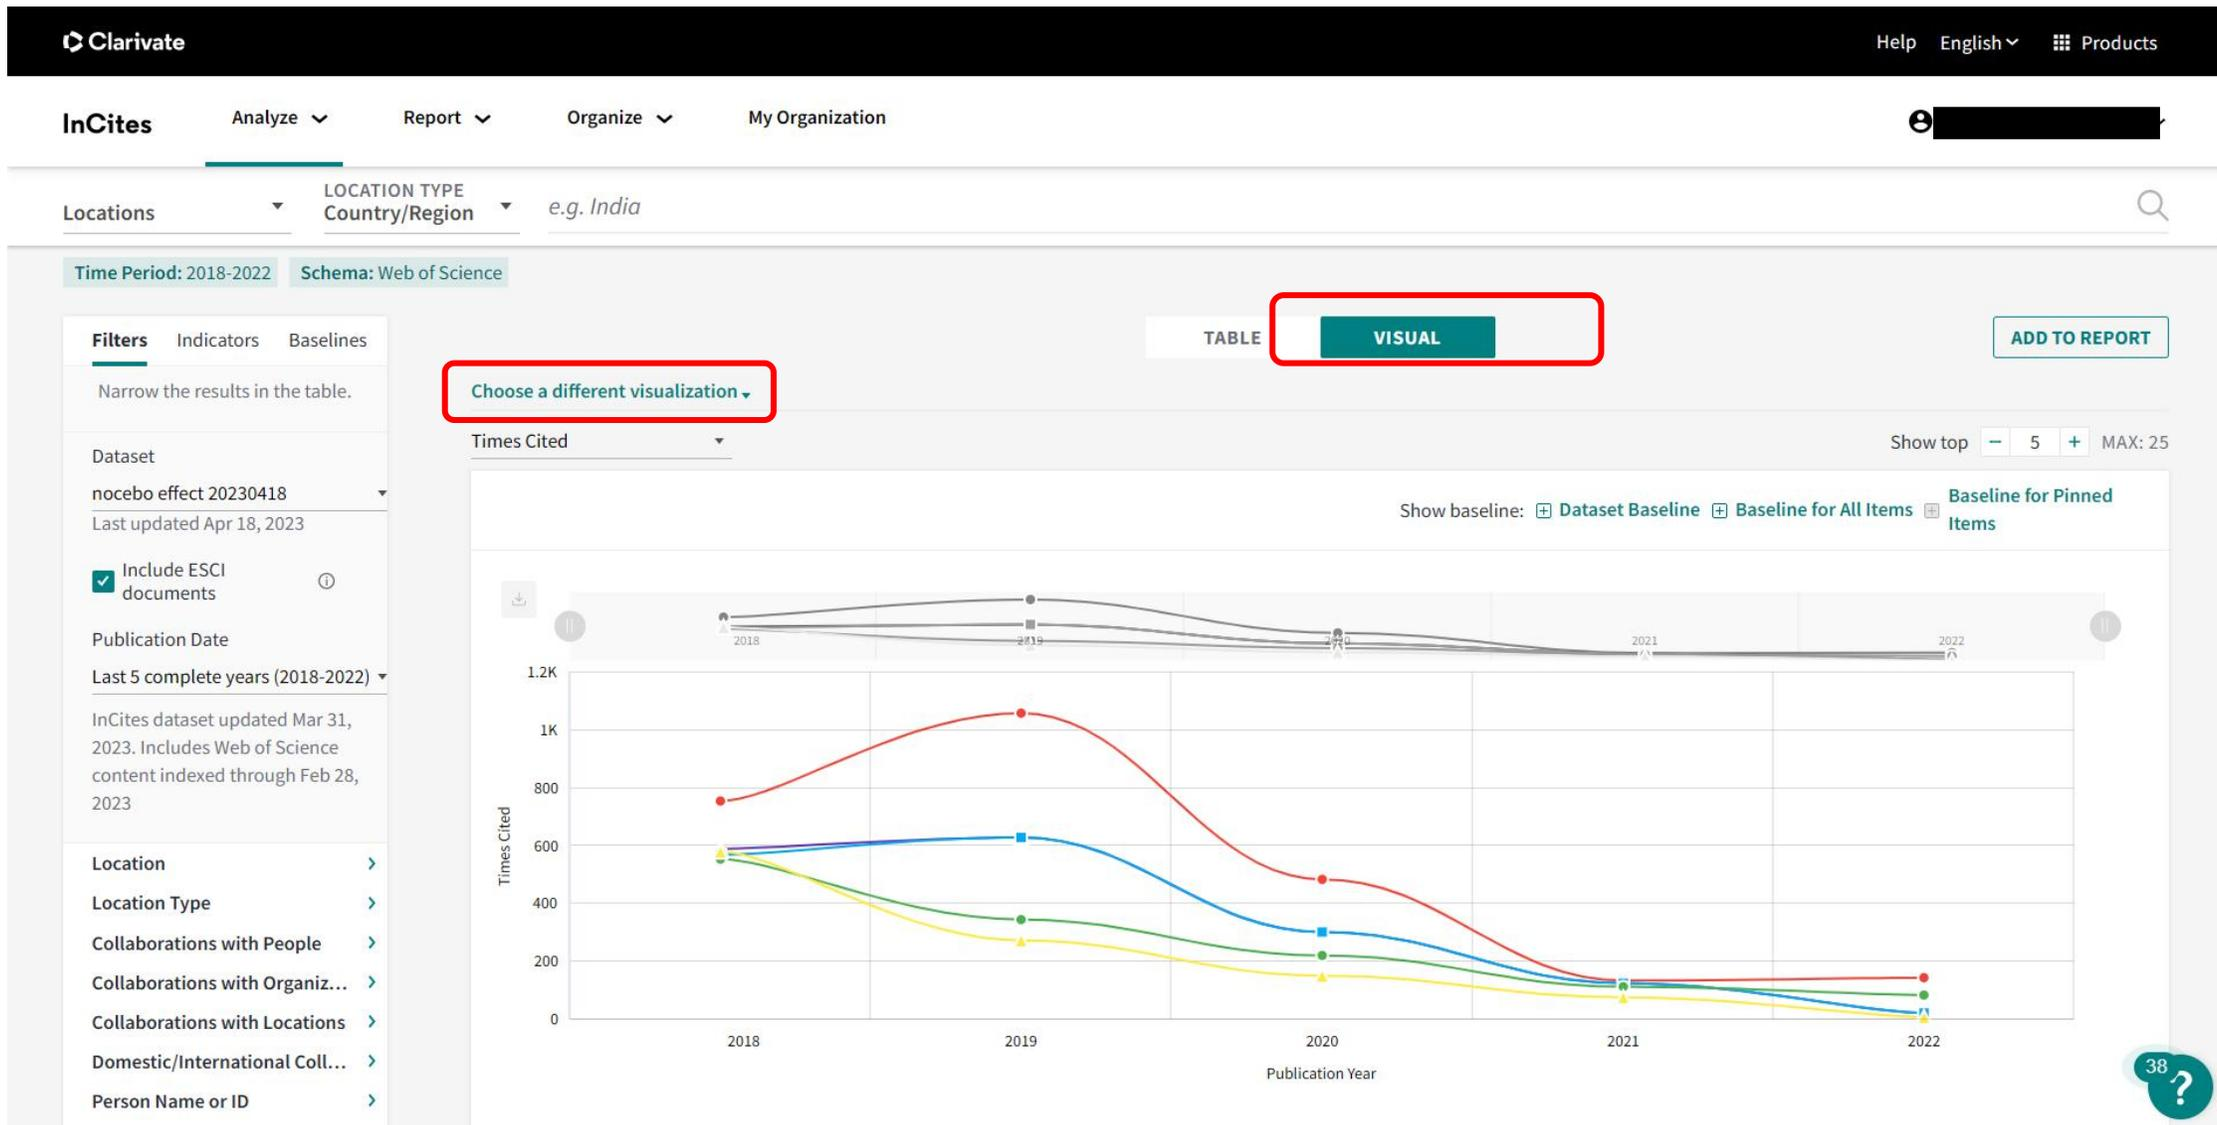 Clarivate
Help English Products
InCites Analyze Report Organize My Organization
LOCATION TYPE
Locations Country/Region e.g. India
Time Period: 2018-2022 Schema: Web of Science
Filters Indicators Baselines
TABLE VISUAL ADD TO REPORT
Narrow the results in the table.
Choose a different visualization
Times Cited Show top − 5 + MAX: 25
Dataset
nocebo effect 20230418
Last updated Apr 18, 2023
Show baseline: Dataset Baseline Baseline for All Items Baseline for Pinned
Items
Include ESCI
documents
Publication Date
Last 5 complete years (2018-2022)
InCites dataset updated Mar 31,
2023. Includes Web of Science
content indexed through Feb 28,
2023
Location
Location Type
Collaborations with People
Collaborations with Organiz...
Collaborations with Locations
Domestic/International Coll...
Person Name or ID
2018 2019 2020 2021 2022
1.2K
1K
800
600
400
200
0
Times Cited
2018 2019 2020 2021 2022
Publication Year
38
?